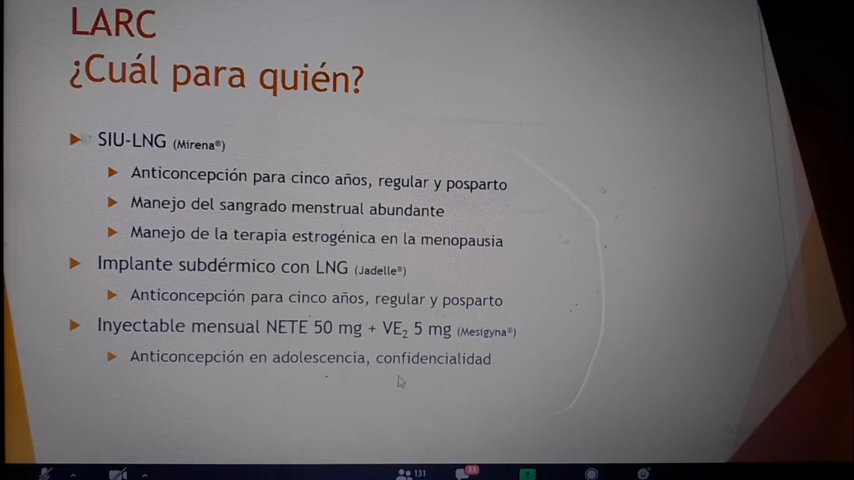 LARC
¿Cuál para quién?
SIU-LNG (Mirena®)
Anticoncepción para cinco años, regular y posparto
Manejo del sangrado menstrual abundante
Manejo de la terapia estrogénica en la menopausia
Implante subdérmico con LNG (Jadelle®)
Anticoncepción para cinco años, regular y posparto
Inyectable mensual NETE 50 mg + VE₂ 5 mg (Mesigyna®)
Anticoncepción en adolescencia, confidencialidad
131
11